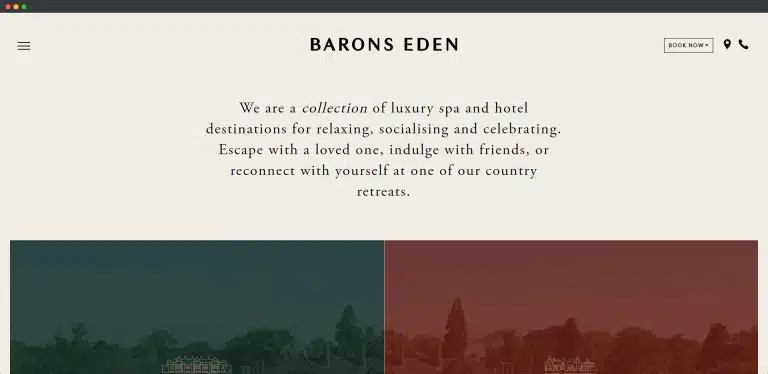 BARONS EDEN
BOOK NOW
We are a collection of luxury spa and hotel
destinations for relaxing, socialising and celebrating.
Escape with a loved one, indulge with friends, or
reconnect with yourself at one of our country
retreats.